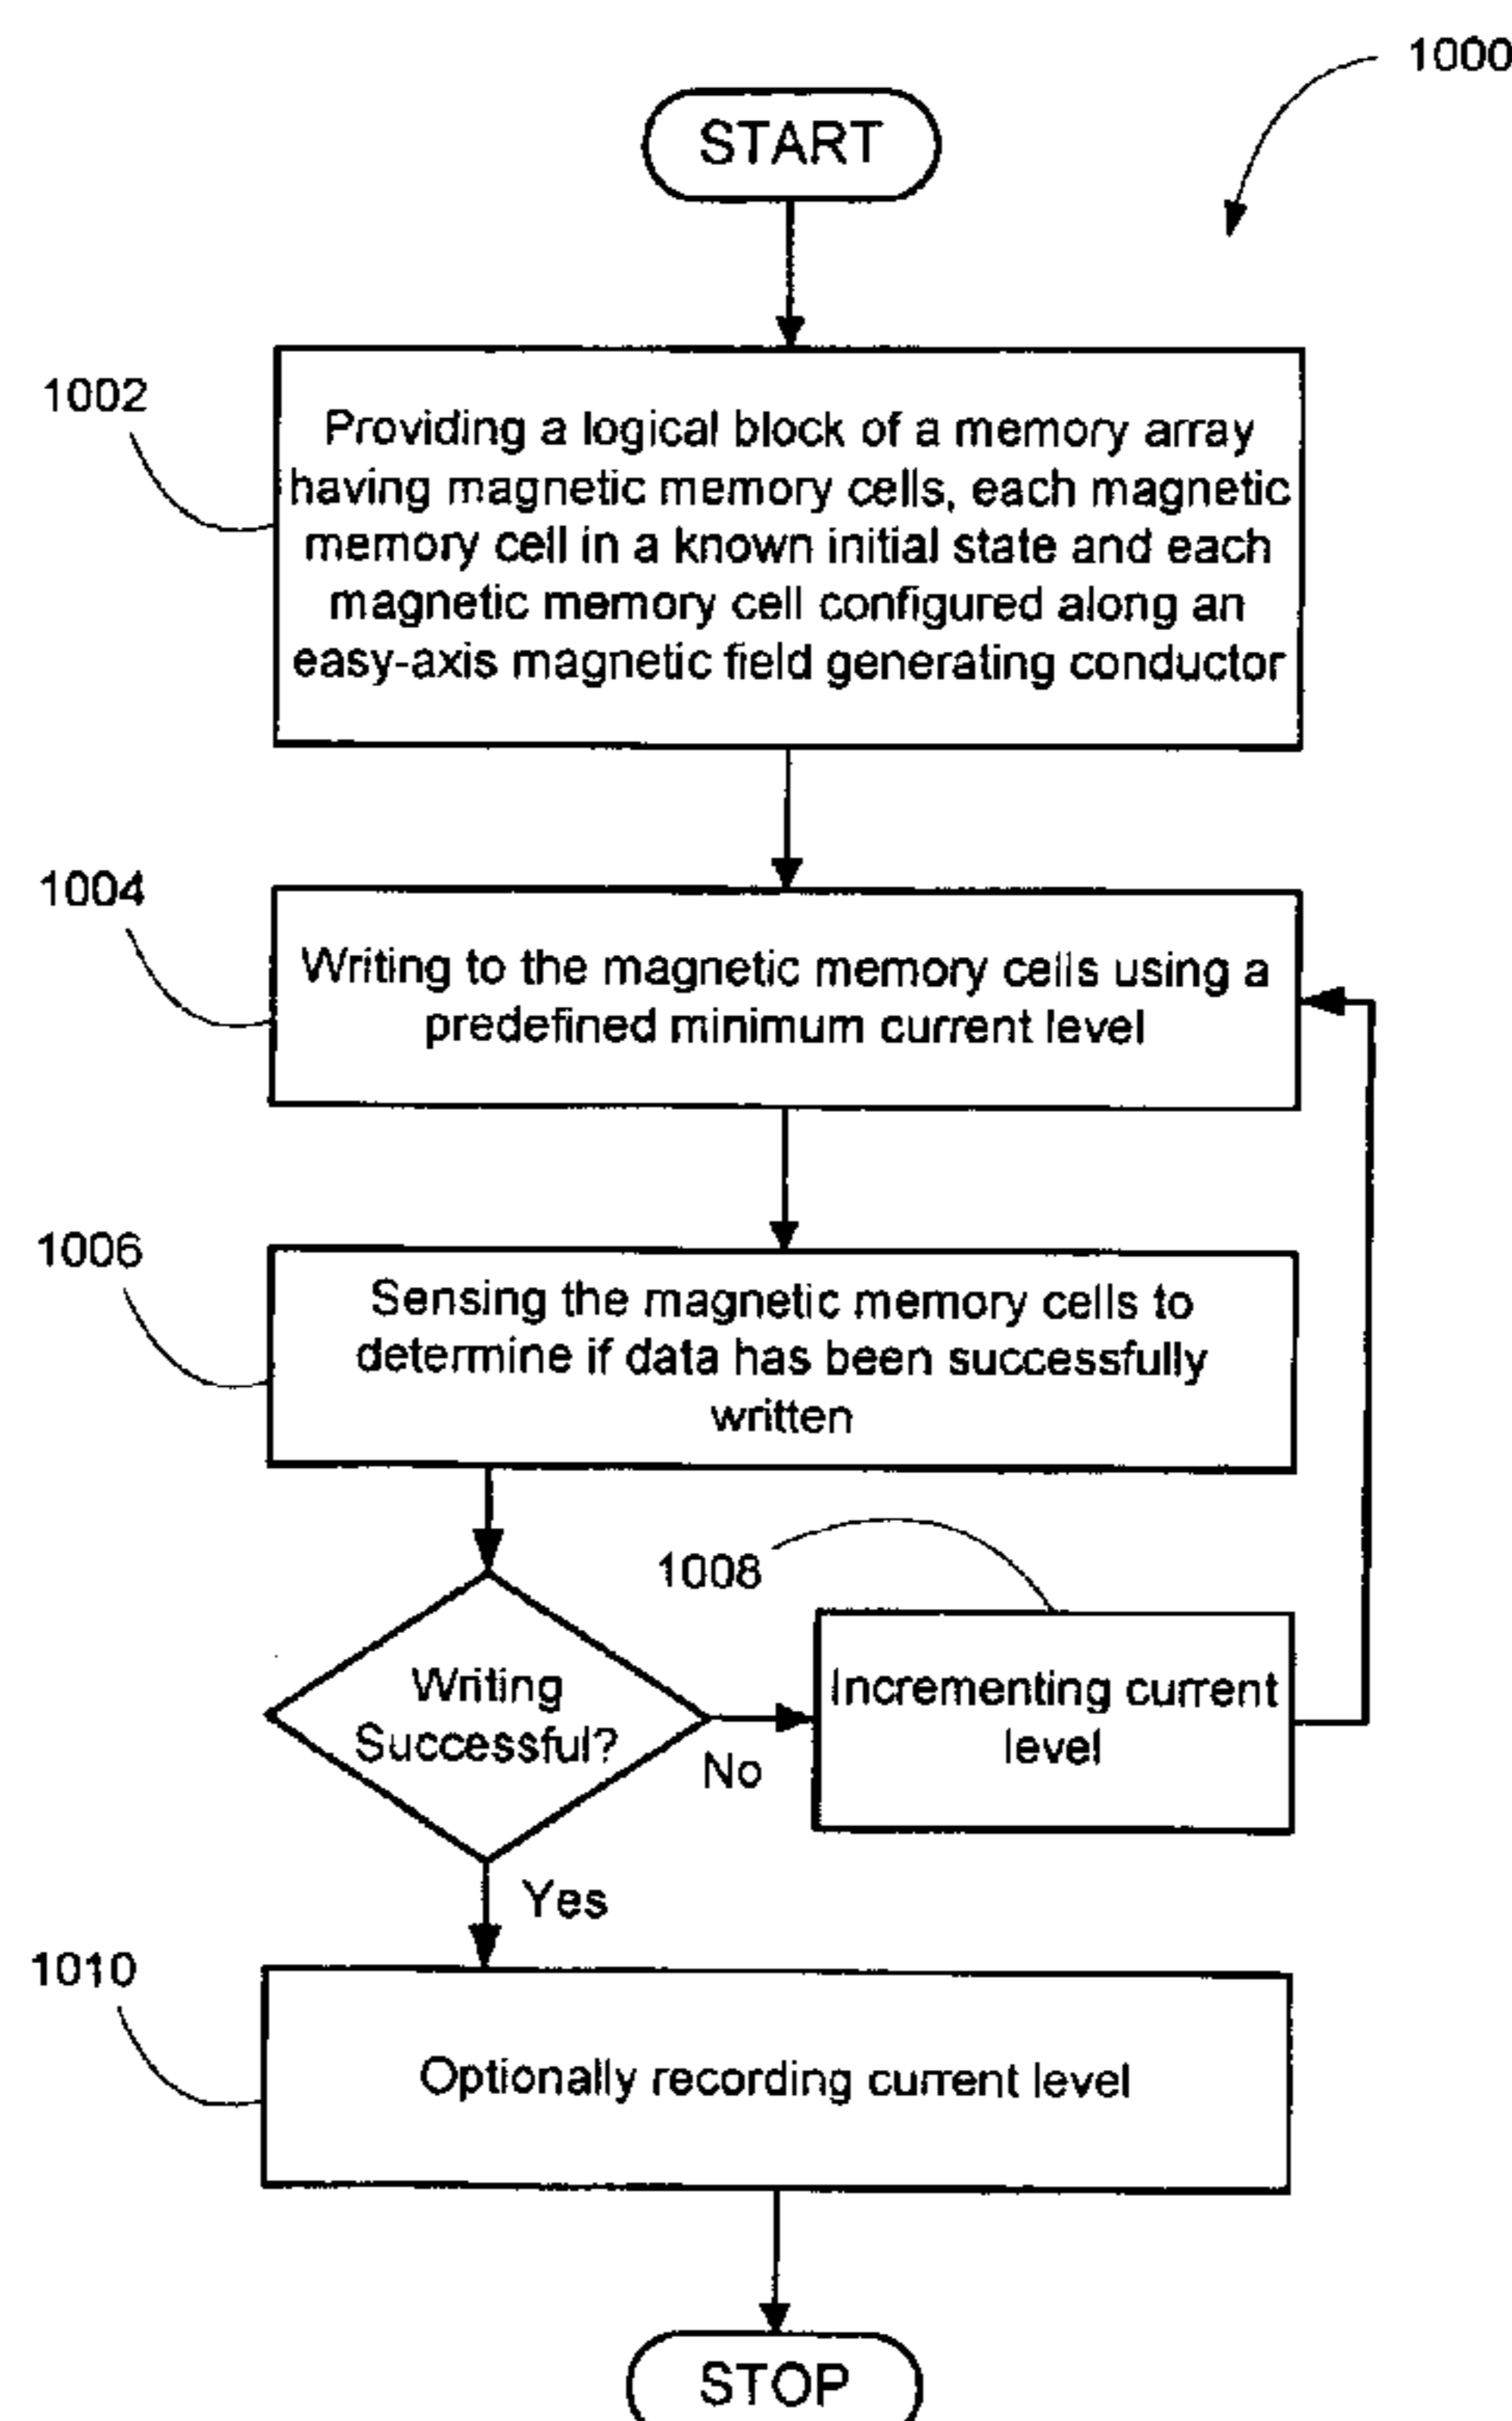 1000
START
1002
Providing a logical block of a memory array
having magnetic memory cells, each magnetic
memory cell in a known initial state and each
magnetic memory cell configured along an
easy-axis magnetic field generating conductor
1004
Writing to the magnetic memory cells using a
predefined minimum current level
1006
Sensing the magnetic memory cells to
determine if data has been successfully
written
1008
Writing
Successful?
No
Incrementing current
level
Yes
1010
Optionally recording current level
STOP